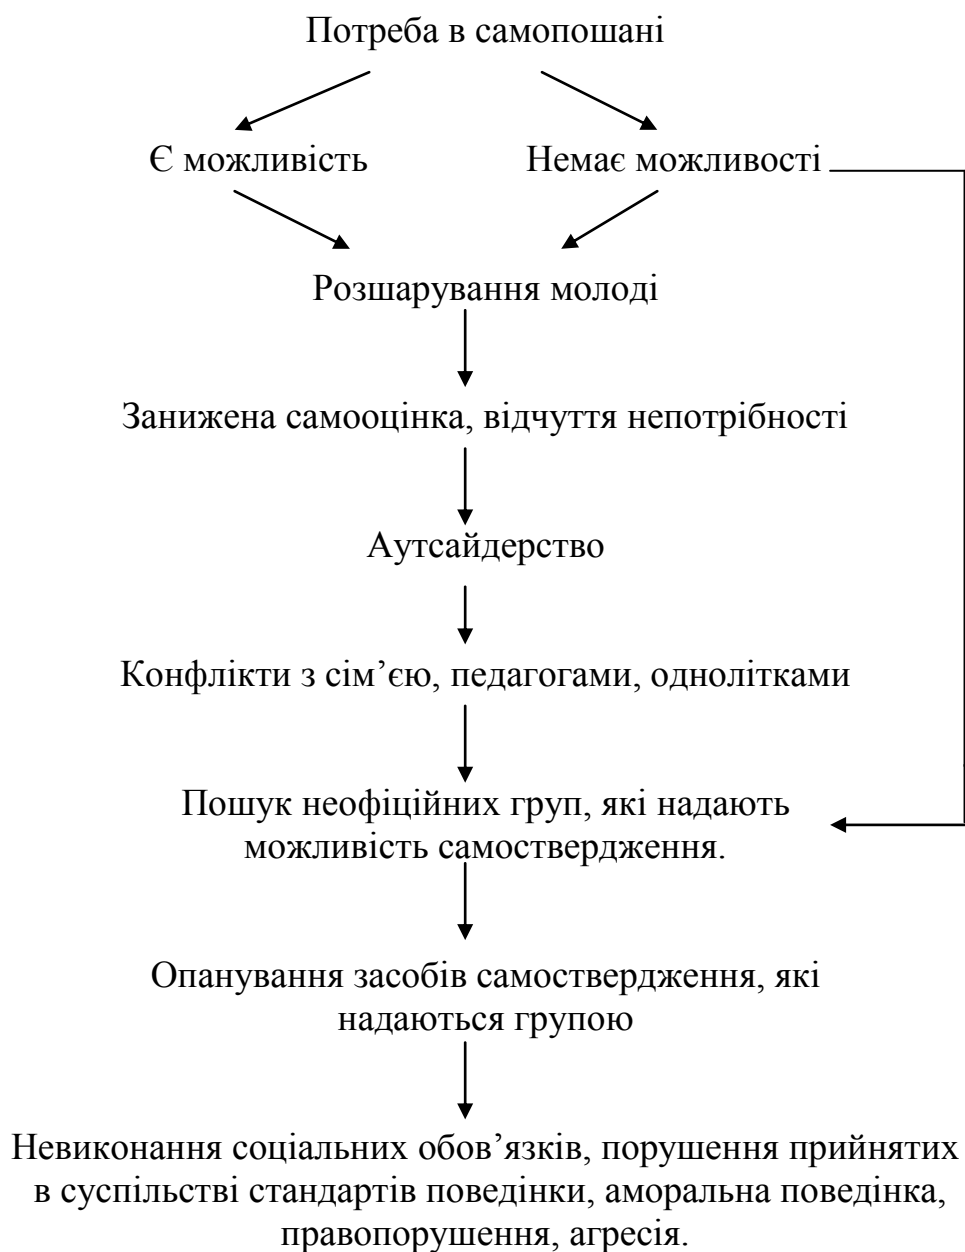 Потреба в самопошані
Є можливість
Немає можливості
Розшарування молоді
Занижена самооцінка, відчуття непотрібності
Аутсайдерство
Конфлікти з сім’єю, педагогами, однолітками
Пошук неофіційних груп, які надають
можливість самоствердження.
Опанування засобів самоствердження, які
надаються групою
Невиконання соціальних обов’язків, порушення прийнятих
в суспільстві стандартів поведінки, аморальна поведінка,
правопорушення, агресія.